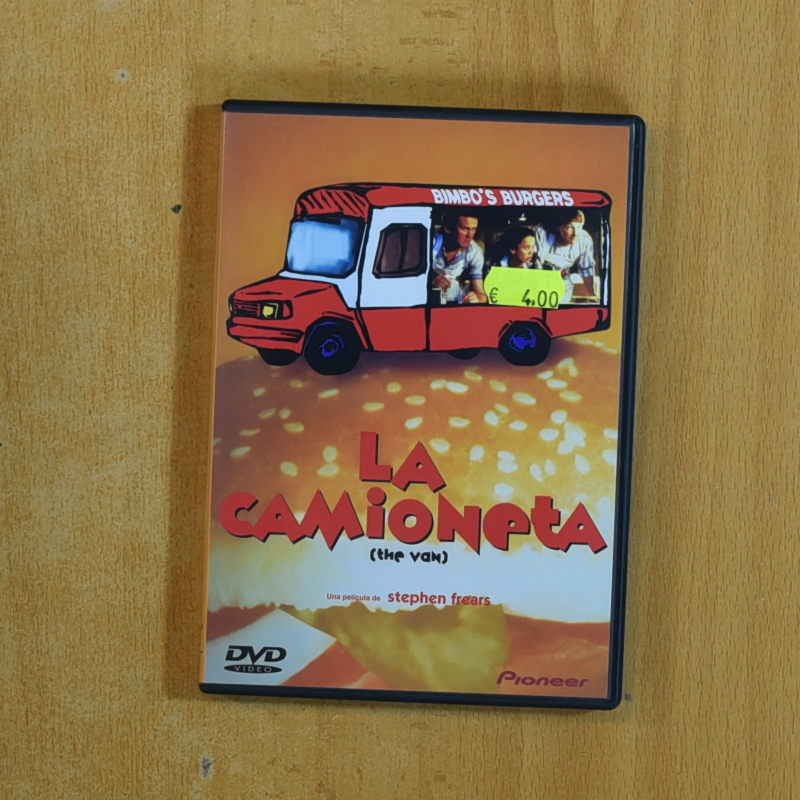 BIMBO'S BURGERS
€ 4.00
LA
CAMIONETA
(the van)
Una película de stephen frears
DVD
VIDEO
Pioneer